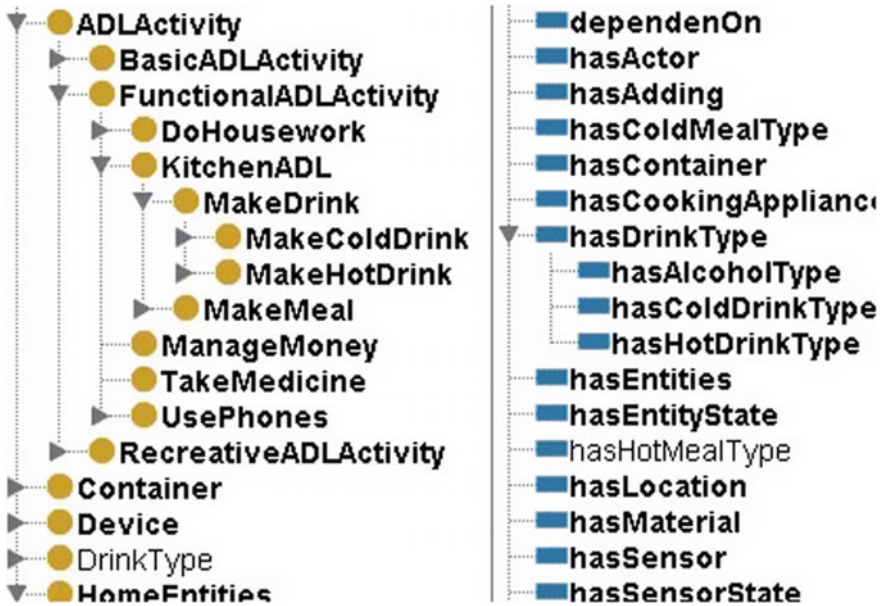 ADLActivity
BasicADLActivity
FunctionalADLActivity
DoHousework
KitchenADL
MakeDrink
MakeColdDrink
MakeHotDrink
MakeMeal
ManageMoney
TakeMedicine
UsePhones
RecreativeADLActivity
Container
Device
DrinkType
HomeEntities
dependenOn
hasActor
hasAdding
hasColdMealType
hasContainer
hasCookingAppliance
hasDrinkType
hasAlcoholType
hasColdDrinkType
hasHotDrinkType
hasEntities
hasEntityState
hasHotMealType
hasLocation
hasMaterial
hasSensor
hasSensorState